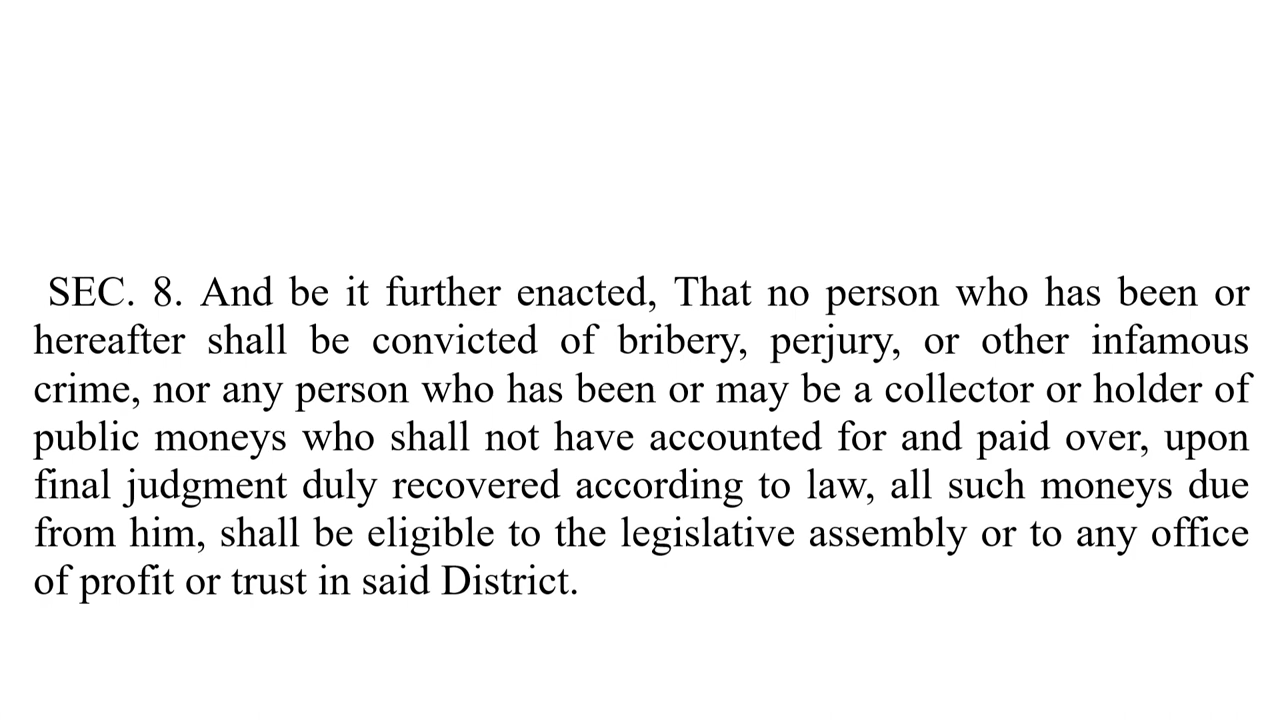 SEC. 8. And be it further enacted, That no person who has been or
hereafter shall be convicted of bribery, perjury, or other infamous
crime, nor any person who has been or may be a collector or holder of
public moneys who shall not have accounted for and paid over, upon
final judgment duly recovered according to law, all such moneys due
from him, shall be eligible to the legislative assembly or to any office
of profit or trust in said District.